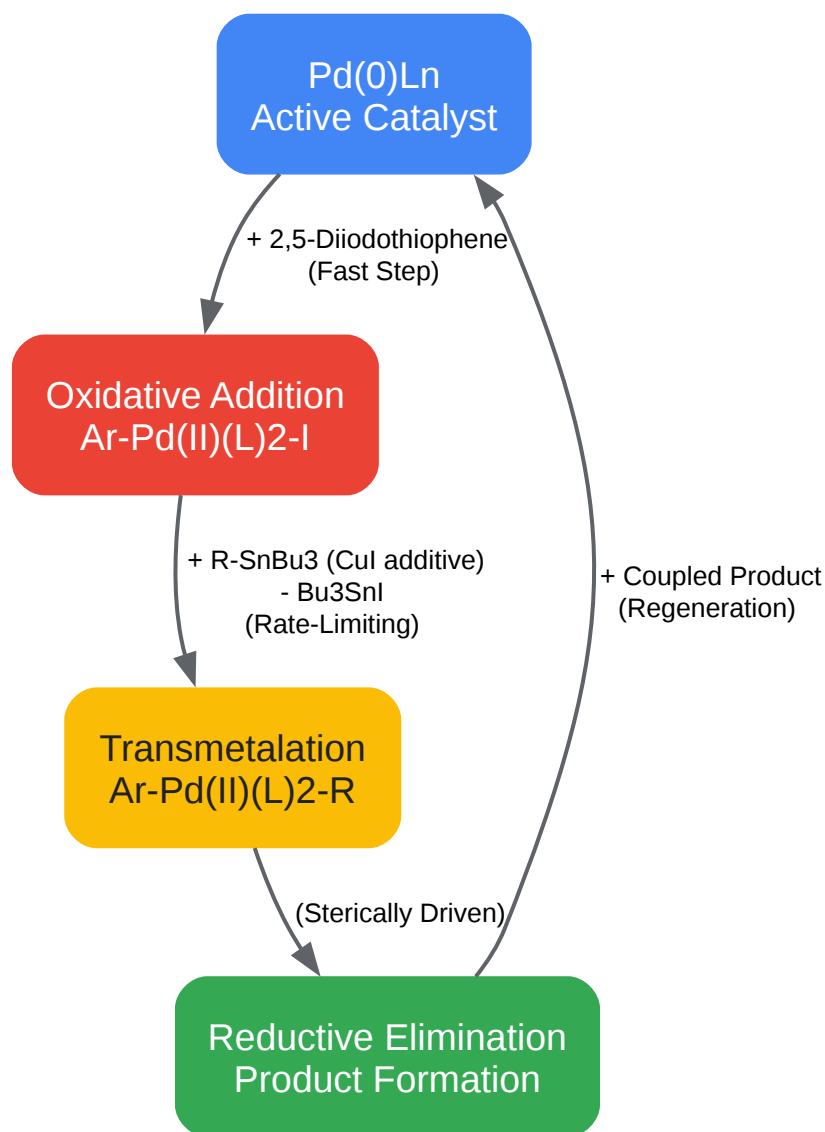 Pd(0)Ln
Active Catalyst
+ 2,5-Diiodothiophene
(Fast Step)
Oxidative Addition
Ar-Pd(II)(L)2-I
+ R-SnBu3 (CuI additive)
- Bu3SnI
(Rate-Limiting)
+ Coupled Product
(Regeneration)
Transmetalation
Ar-Pd(II)(L)2-R
(Sterically Driven)
Reductive Elimination
Product Formation